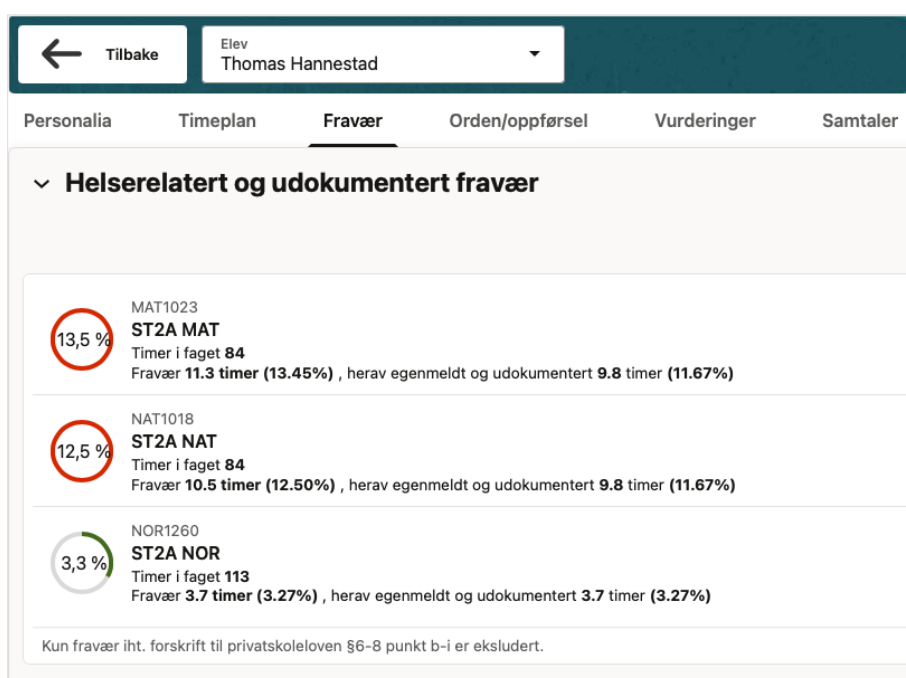 Tilbake
Elev
Thomas Hannestad
Personalia Timeplan Fravær Orden/oppførsel Vurderinger Samtaler
Helserelatert og udokumentert fravær
MAT1023
13,5 %
ST2A MAT
Timer i faget 84
Fravær 11.3 timer (13.45%) , herav egenmeldt og udokumentert 9.8 timer (11.67%)
NAT1018
12,5 %
ST2A NAT
Timer i faget 84
Fravær 10.5 timer (12.50%) , herav egenmeldt og udokumentert 9.8 timer (11.67%)
NOR1260
3,3 %
ST2A NOR
Timer i faget 113
Fravær 3.7 timer (3.27%) , herav egenmeldt og udokumentert 3.7 timer (3.27%)
Kun fravær iht. forskrift til privatskoleloven §6-8 punkt b-i er eksludert.